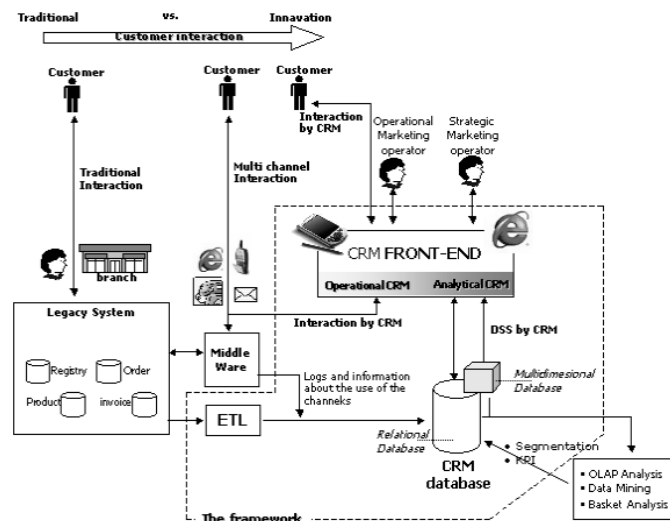 Traditional vs. Innavation
Customer interaction
Customer
Customer
Customer
Interaction
by CRM
Operational
Marketing
operator
Strategic
Marketing
operator
Traditional
Interaction
Multi channel
Interaction
branch
CRM FRONT-END
Operational CRM
Analytical CRM
Legacy System
Registry
Order
Product
invoice
Middle
Ware
Interaction by CRM
DSS by CRM
Logs and information
about the use of the
channeks
Multidimesional
Database
ETL
Relational
Database
CRM
database
• Segmentation
• KPI
▪ OLAP Analysis
▪ Data Mining
▪ Basket Analysis
The framework